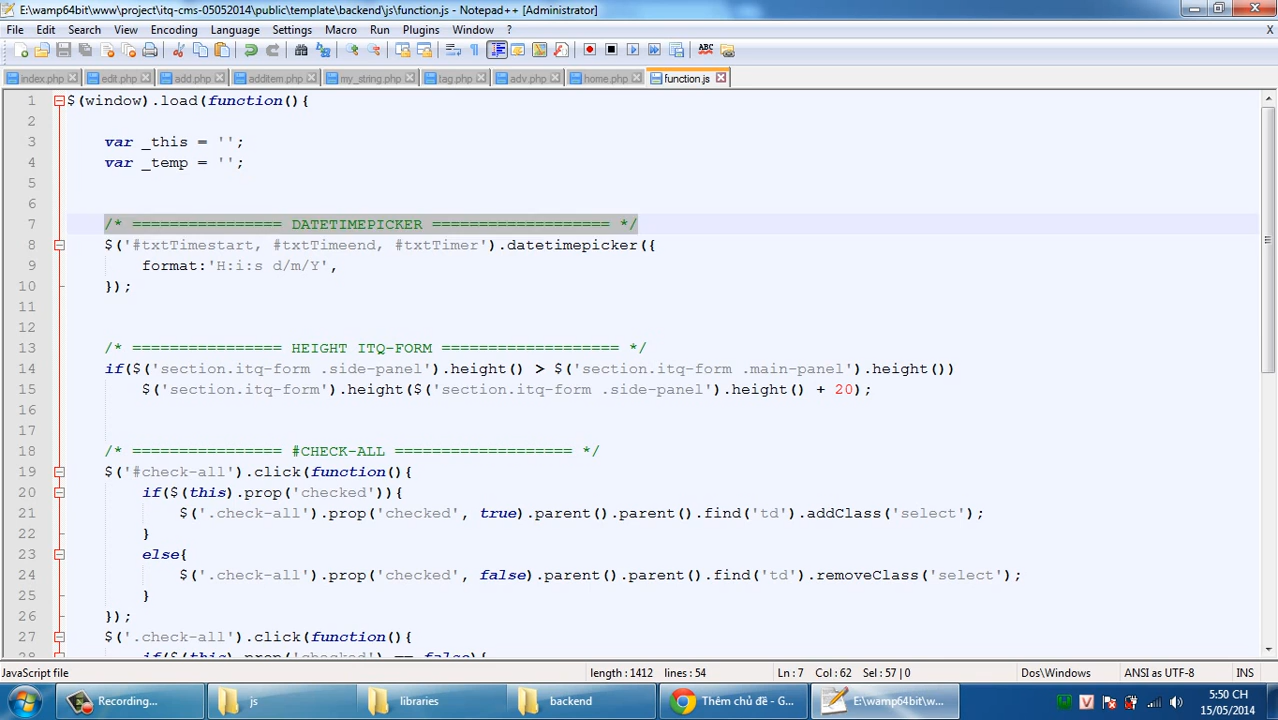 E:\wamp64bit\www\project\itq-cms-05052014\public\template\backend\js\function.js - Notepad++ [Administrator]
File Edit Search View Encoding Language Settings Macro Run Plugins Window ? X
index.php edit.php add.php additem.php my_string.php tag.php adv.php home.php function.js
1 $(window).load(function(){
2
3 var _this = '';
4 var _temp = '';
5
6
7 /* ================ DATETIMEPICKER =================== */
8 $('#txtTimestart, #txtTimeend, #txtTimer').datetimepicker({
9 format:'H:i:s d/m/Y',
10 });
11
12
13 /* ================ HEIGHT ITQ-FORM =================== */
14 if($('section.itq-form .side-panel').height() > $('section.itq-form .main-panel').height())
15 $('section.itq-form').height($('section.itq-form .side-panel').height() + 20);
16
17
18 /* ================ #CHECK-ALL =================== */
19 $('#check-all').click(function(){
20 if($(this).prop('checked')){
21 $('.check-all').prop('checked', true).parent().parent().find('td').addClass('select');
22 }
23 else{
24 $('.check-all').prop('checked', false).parent().parent().find('td').removeClass('select');
25 }
26 });
27 $('.check-all').click(function(){
28 if($(this).prop('checked') == false){
JavaScript file length : 1412 lines : 54 Ln : 7 Col : 62 Sel : 57 | 0 Dos\Windows ANSI as UTF-8 INS
Recording... js libraries backend Thêm chủ đề - G... E:\wamp64bit\w... 5:50 CH
15/05/2014